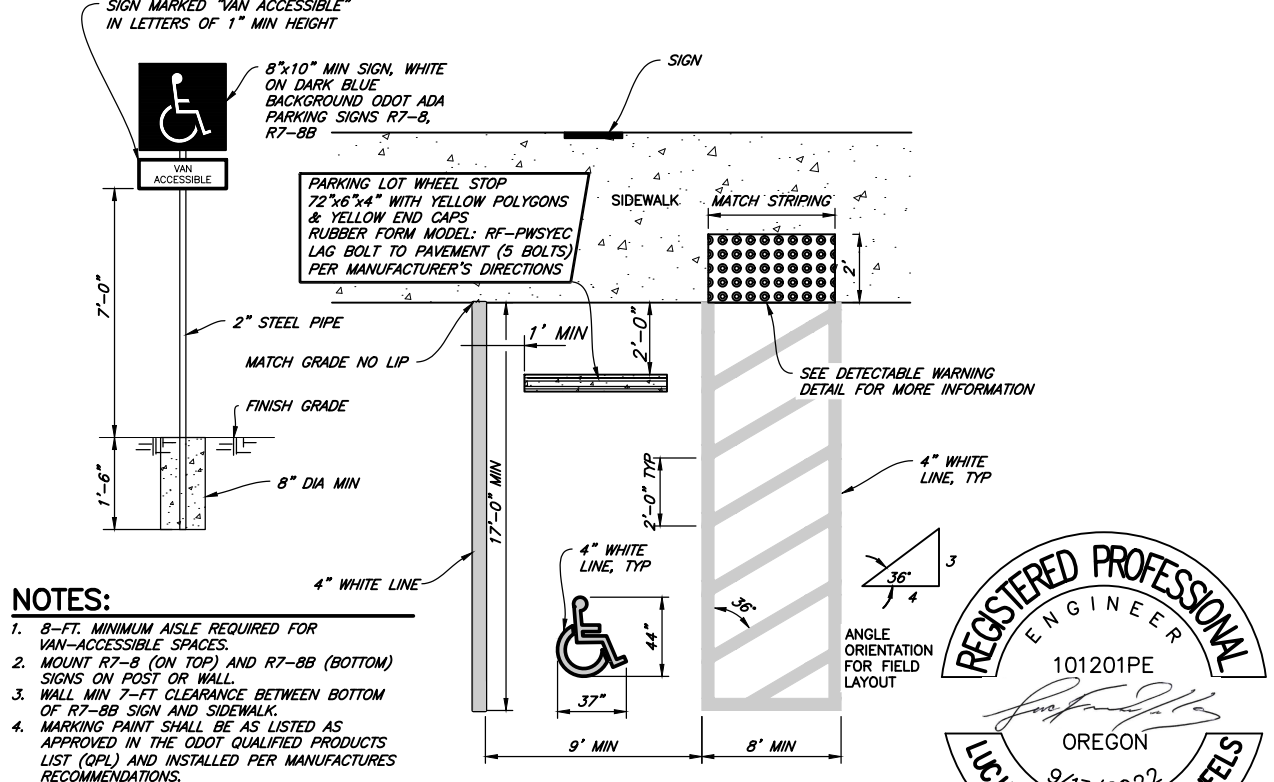 SIGN MARKED "VAN ACCESSIBLE"
IN LETTERS OF 1" MIN HEIGHT
8"x10" MIN SIGN, WHITE
ON DARK BLUE
BACKGROUND ODOT ADA
PARKING SIGNS R7-8,
R7-8B
VAN
ACCESSIBLE
7'-0"
2" STEEL PIPE
MATCH GRADE NO LIP
FINISH GRADE
1'-6"
8" DIA MIN
SIGN
PARKING LOT WHEEL STOP
72"x6"x4" WITH YELLOW POLYGONS
& YELLOW END CAPS
RUBBER FORM MODEL: RF-PWSYEC
LAG BOLT TO PAVEMENT (5 BOLTS)
PER MANUFACTURER'S DIRECTIONS
SIDEWALK
MATCH STRIPING
2'
1' MIN
2'-0"
SEE DETECTABLE WARNING
DETAIL FOR MORE INFORMATION
17'-0" MIN
2'-0" TYP
4" WHITE
LINE, TYP
4" WHITE LINE
4" WHITE
LINE, TYP
44"
37"
36°
36°
3
4
ANGLE
ORIENTATION
FOR FIELD
LAYOUT
9' MIN
8' MIN
NOTES:
1. 8-FT. MINIMUM AISLE REQUIRED FOR
VAN-ACCESSIBLE SPACES.
2. MOUNT R7-8 (ON TOP) AND R7-8B (BOTTOM)
SIGNS ON POST OR WALL.
3. WALL MIN 7-FT CLEARANCE BETWEEN BOTTOM
OF R7-8B SIGN AND SIDEWALK.
4. MARKING PAINT SHALL BE AS LISTED AS
APPROVED IN THE ODOT QUALIFIED PRODUCTS
LIST (QPL) AND INSTALLED PER MANUFACTURES
RECOMMENDATIONS.
REGISTERED PROFESSIONAL
ENGINEER
101201PE
OREGON